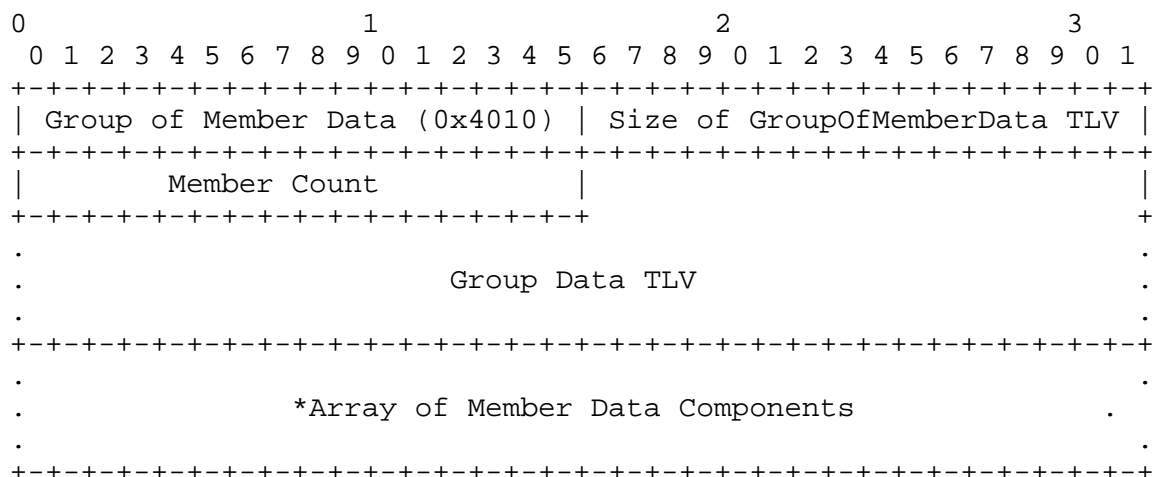 0                   1                   2                   3
 0 1 2 3 4 5 6 7 8 9 0 1 2 3 4 5 6 7 8 9 0 1 2 3 4 5 6 7 8 9 0 1
+-+-+-+-+-+-+-+-+-+-+-+-+-+-+-+-+-+-+-+-+-+-+-+-+-+-+-+-+-+-+-+-+
| Group of Member Data (0x4010) | Size of GroupOfMemberData TLV |
+-+-+-+-+-+-+-+-+-+-+-+-+-+-+-+-+-+-+-+-+-+-+-+-+-+-+-+-+-+-+-+-+
|        Member Count           |                               |
+-+-+-+-+-+-+-+-+-+-+-+-+-+-+-+-+                               +
.                                                               .
.                        Group Data TLV                         .
.                                                               .
+-+-+-+-+-+-+-+-+-+-+-+-+-+-+-+-+-+-+-+-+-+-+-+-+-+-+-+-+-+-+-+-+
.                                                               .
.               *Array of Member Data Components              .
.                                                               .
+-+-+-+-+-+-+-+-+-+-+-+-+-+-+-+-+-+-+-+-+-+-+-+-+-+-+-+-+-+-+-+-+